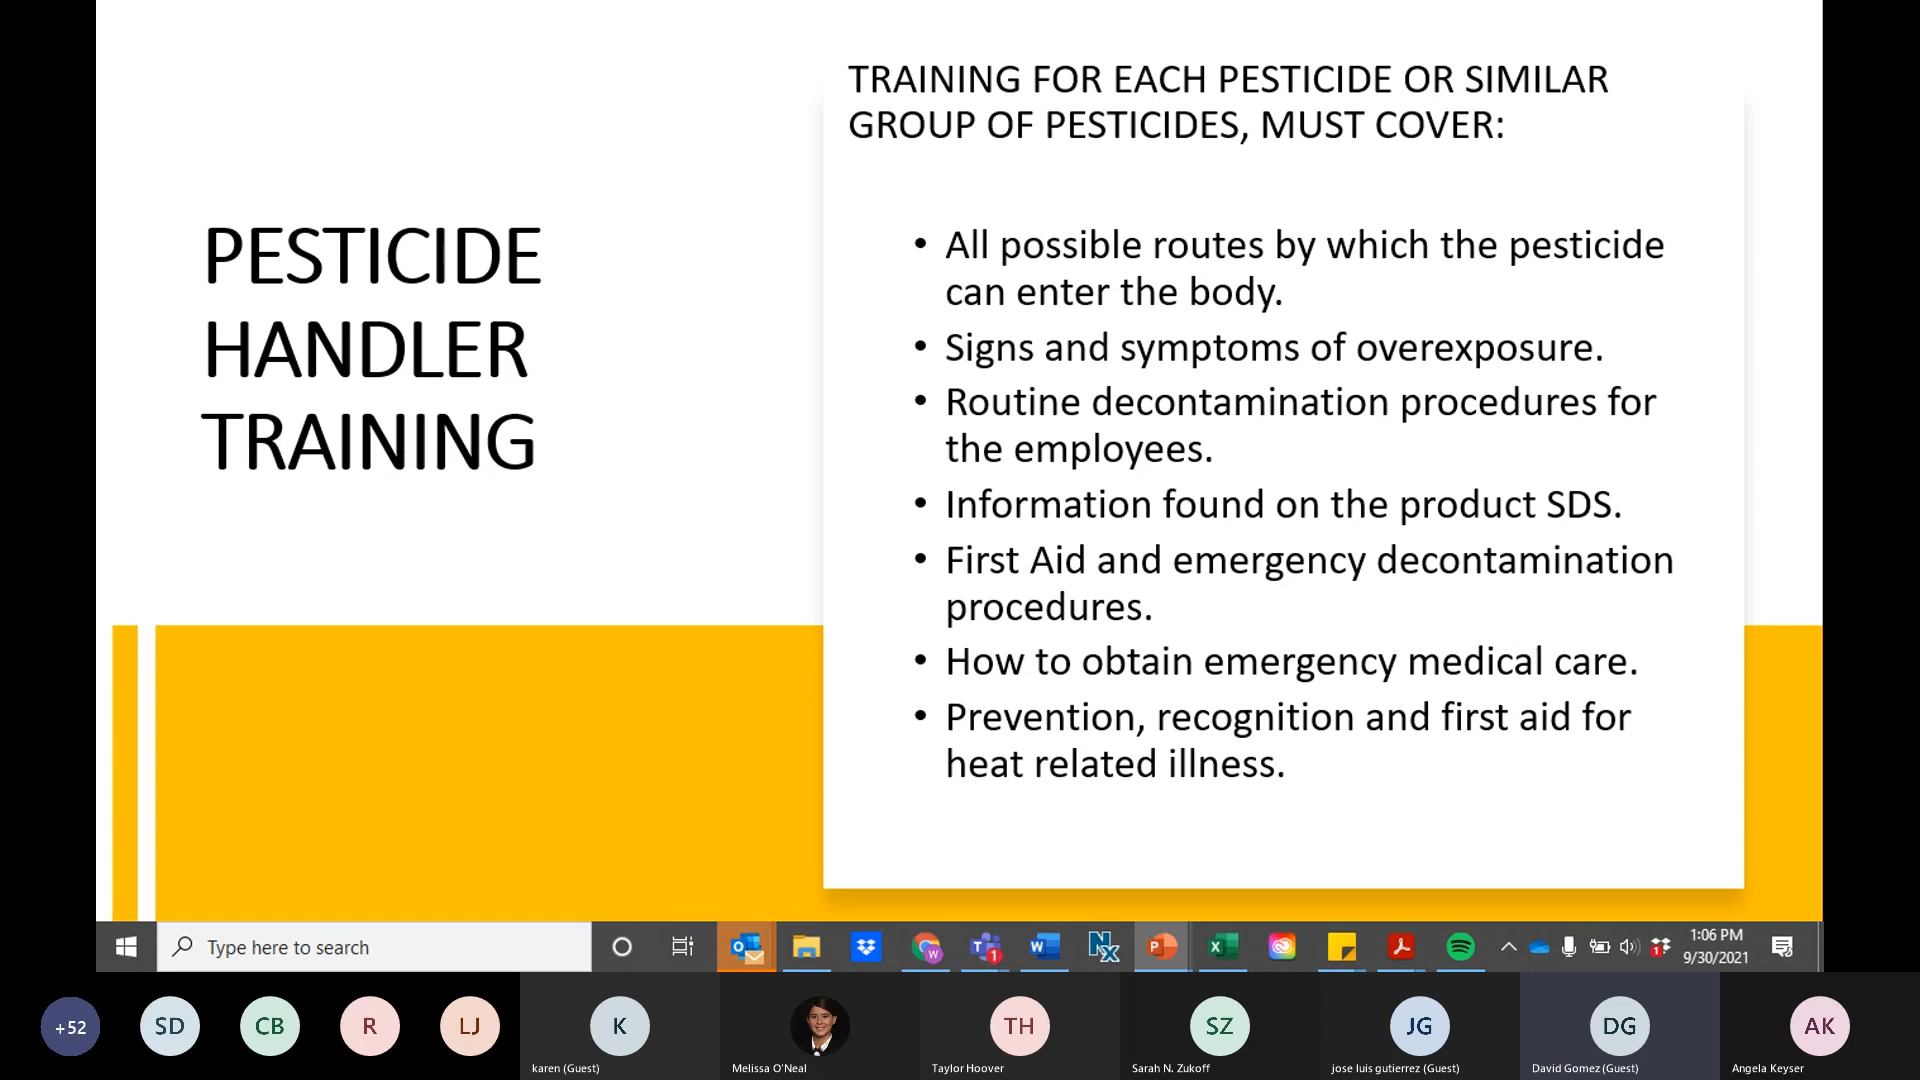 PESTICIDE
HANDLER
TRAINING
TRAINING FOR EACH PESTICIDE OR SIMILAR
GROUP OF PESTICIDES, MUST COVER:
• All possible routes by which the pesticide
can enter the body.
• Signs and symptoms of overexposure.
• Routine decontamination procedures for
the employees.
• Information found on the product SDS.
• First Aid and emergency decontamination
procedures.
• How to obtain emergency medical care.
• Prevention, recognition and first aid for
heat related illness.
Type here to search
1:06 PM
9/30/2021
+52
SD
CB
R
LJ
K
TH
SZ
JG
DG
AK
karen (Guest)
Melissa O'Neal
Taylor Hoover
Sarah N. Zukoff
jose luis gutierrez (Guest)
David Gomez (Guest)
Angela Keyser